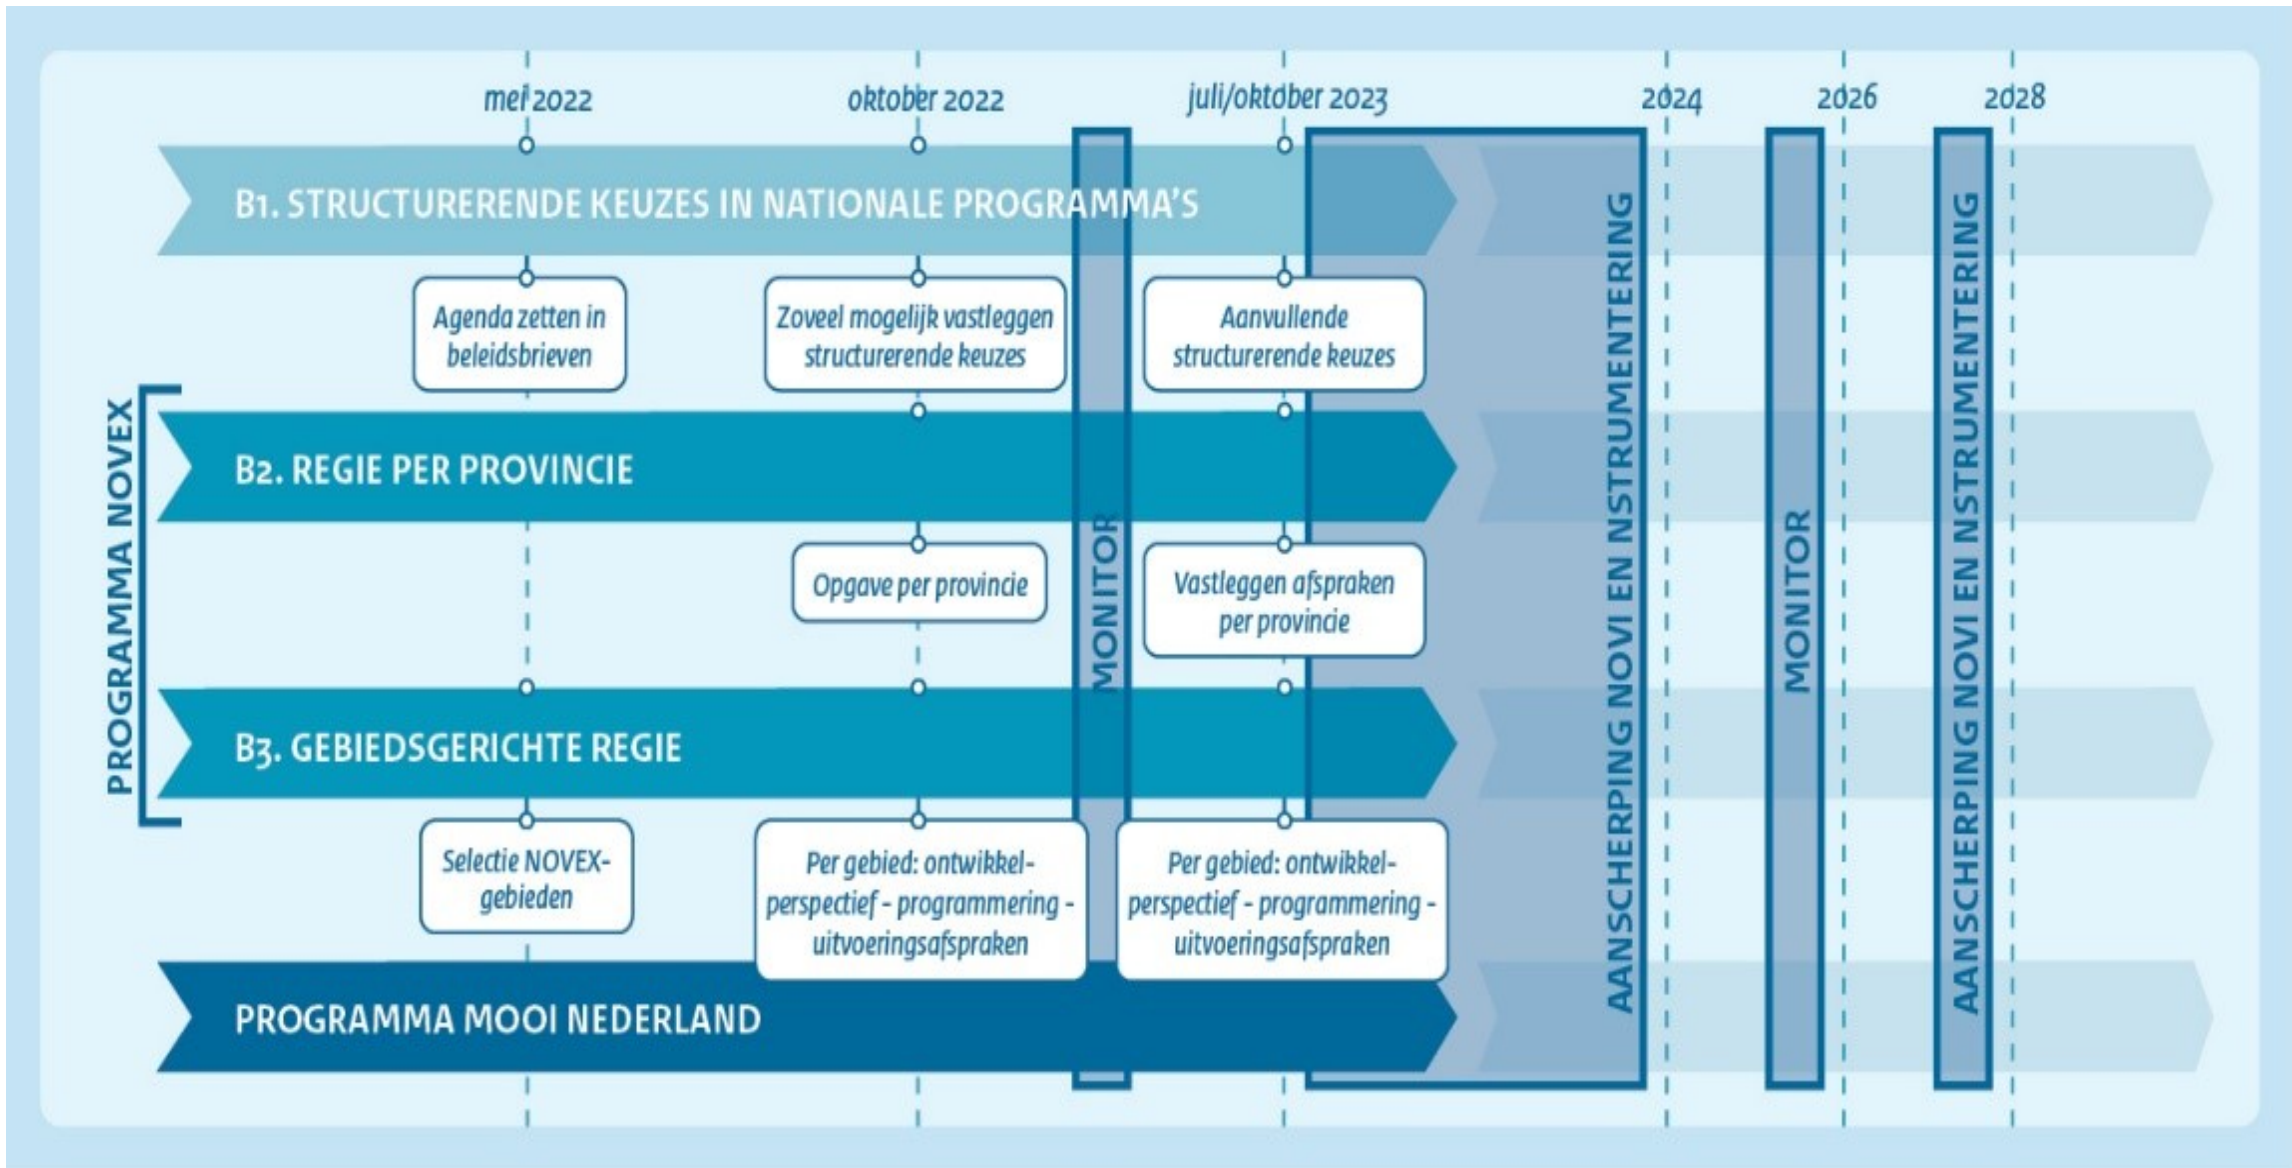 mei 2022
oktober 2022
juli/oktober 2023
2024
2026
2028
B1. STRUCTURERENDE KEUZES IN NATIONALE PROGRAMMA'S
Agenda zetten in
beleidsbrieven
Zoveel mogelijk vastleggen
structurerende keuzes
Aanvullende
structurerende keuzes
PROGRAMMA NOVEX
B2. REGIE PER PROVINCIE
Opgave per provincie
Vastleggen afspraken
per provincie
B3. GEBIEDSGERICHTE REGIE
Selectie NOVEX-
gebieden
Per gebied: ontwikkel-
perspectief - programmering -
uitvoeringsafspraken
Per gebied: ontwikkel-
perspectief - programmering -
uitvoeringsafspraken
PROGRAMMA MOOI NEDERLAND
MONITOR
AANSCHERPING NOVI EN NSTRUMENTERING
MONITOR
AANSCHERPING NOVI EN NSTRUMENTERING